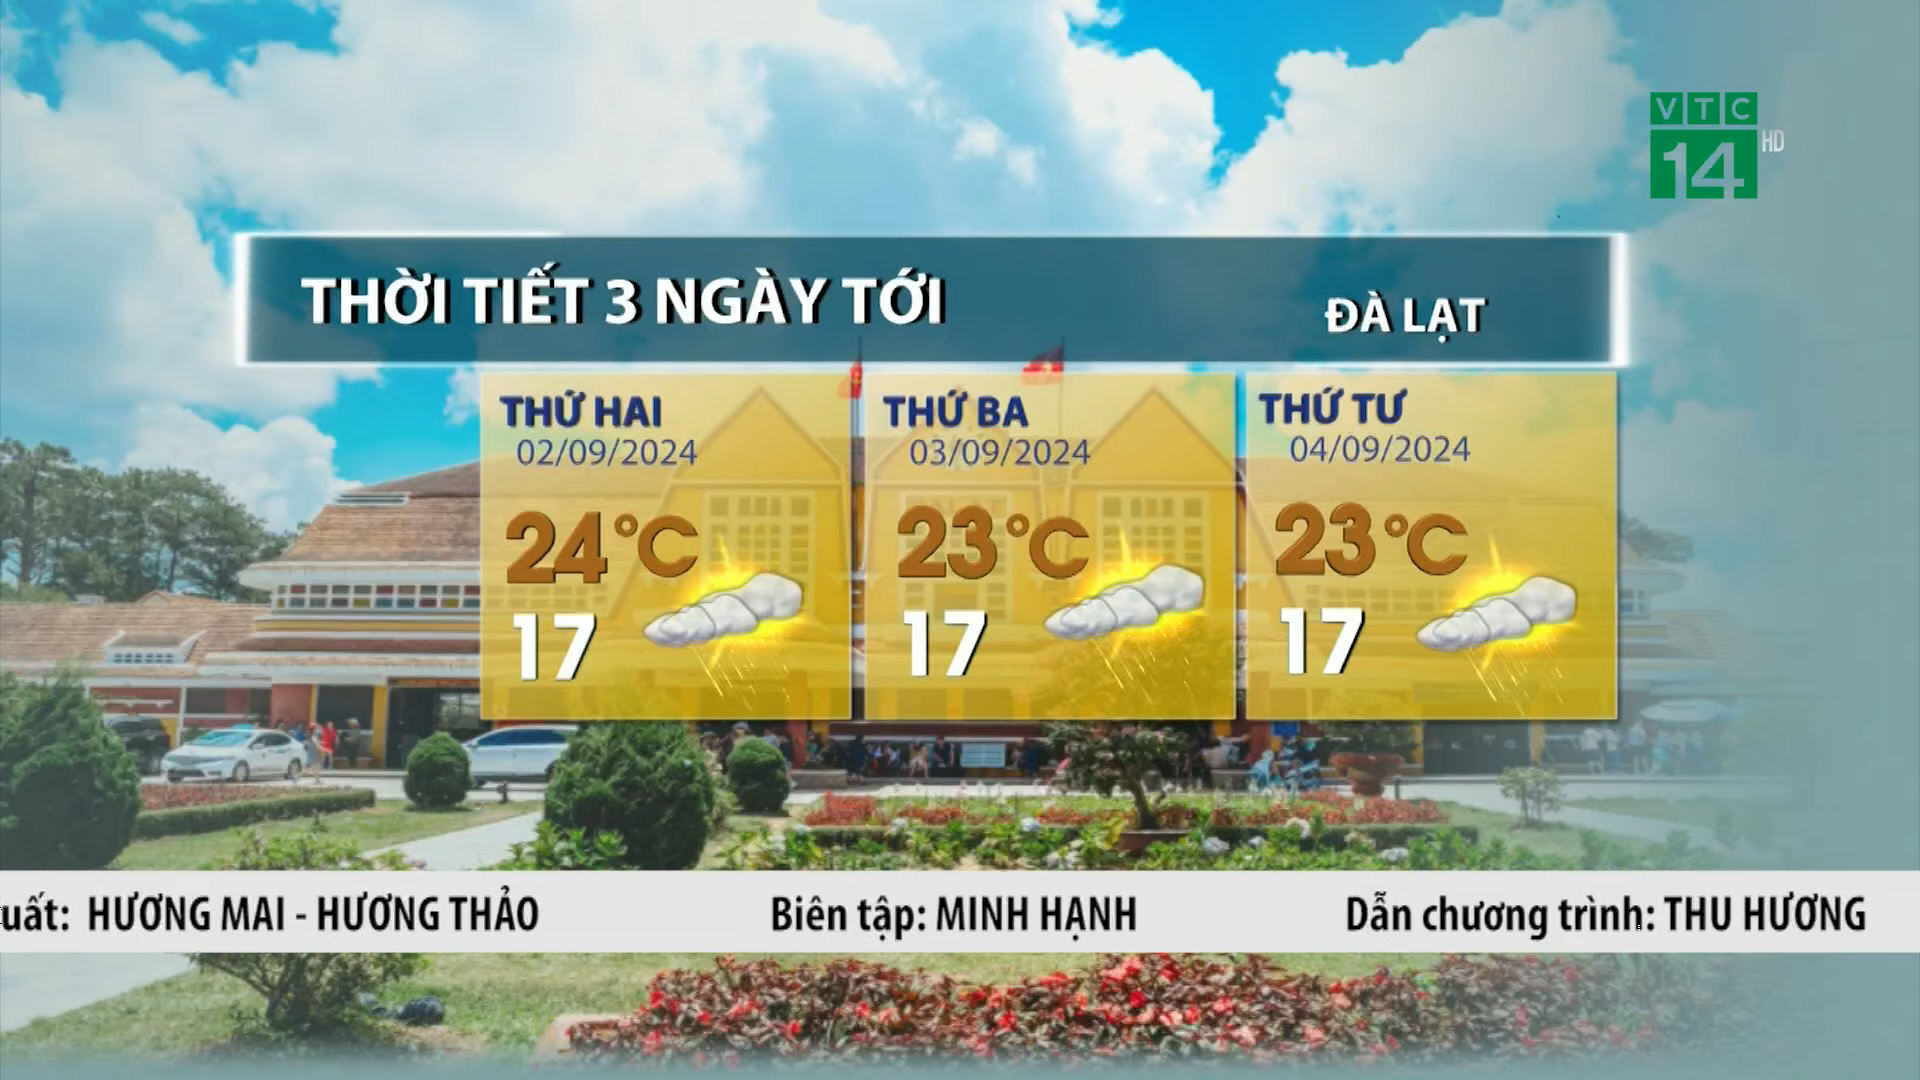 VTC
14 HD
THỜI TIẾT 3 NGÀY TỚI
ĐÀ LẠT
THỨ HAI
02/09/2024
24°C
17
THỨ BA
03/09/2024
23°C
17
THỨ TƯ
04/09/2024
23°C
17
uất: HƯƠNG MAI - HƯƠNG THẢO
Biên tập: MINH HẠNH
Dẫn chương trình: THU HƯƠNG